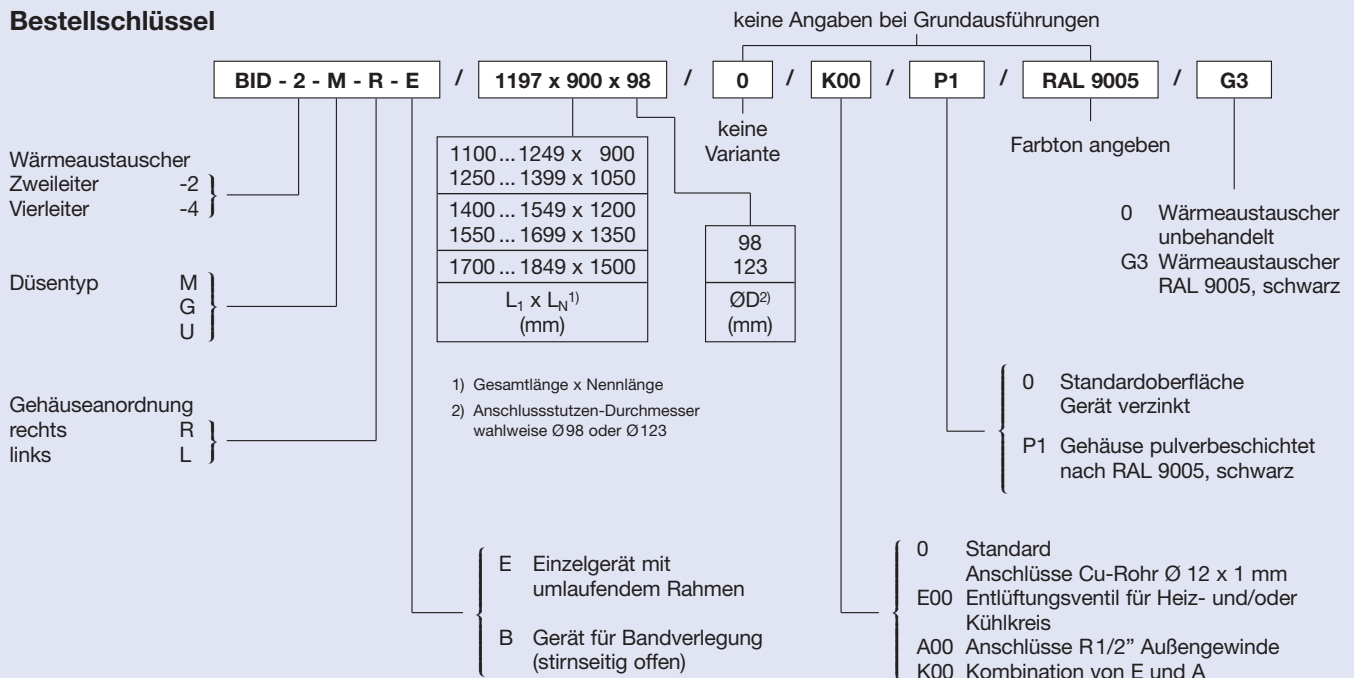 Bestellschlüssel
keine Angaben bei Grundausführungen
BID - 2 - M - R - E / 1197 x 900 x 98 / 0 / K00 / P1 / RAL 9005 / G3
keine
Variante
Farbton angeben
Wärmeaustauscher
Zweileiter -2
Vierleiter -4
1100 ... 1249 x 900
1250 ... 1399 x 1050
1400 ... 1549 x 1200
1550 ... 1699 x 1350
1700 ... 1849 x 1500
L₁ x L_N¹⁾
(mm)
98
123
ØD²⁾
(mm)
0 Wärmeaustauscher
unbehandelt
G3 Wärmeaustauscher
RAL 9005, schwarz
Düsentyp M
G
U
1) Gesamtlänge x Nennlänge
2) Anschlussstutzen-Durchmesser
wahlweise Ø 98 oder Ø 123
Gehäuseanordnung
rechts R
links L
0 Standardoberfläche
Gerät verzinkt
P1 Gehäuse pulverbeschichtet
nach RAL 9005, schwarz
E Einzelgerät mit
umlaufendem Rahmen
B Gerät für Bandverlegung
(stirnseitig offen)
0 Standard
Anschlüsse Cu-Rohr Ø 12 x 1 mm
E00 Entlüftungsventil für Heiz- und/oder
Kühlkreis
A00 Anschlüsse R 1/2” Außengewinde
K00 Kombination von E und A